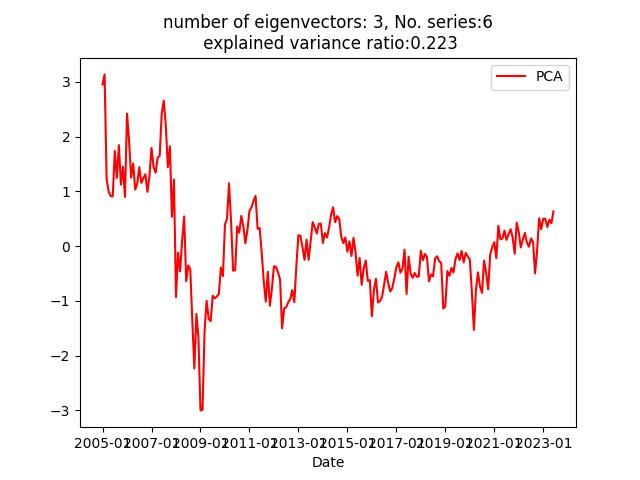 number of eigenvectors: 3, No. series:6
explained variance ratio:0.223
PCA
3
2
1
0
−1
−2
−3
2005-01 2007-01 2009-01 2011-01 2013-01 2015-01 2017-01 2019-01 2021-01 2023-01
Date